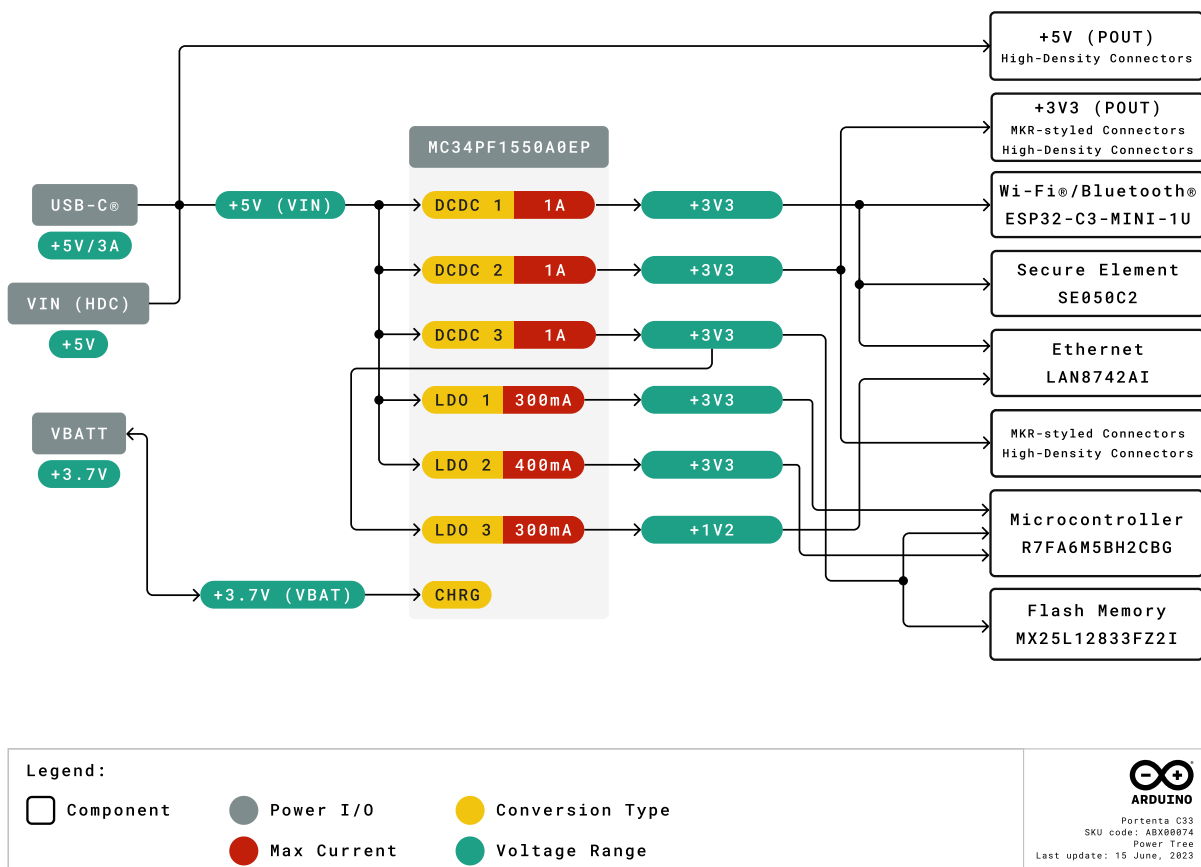 +5V (POUT)
High-Density Connectors
+3V3 (POUT)
MKR-styled Connectors
High-Density Connectors
MC34PF1550A0EP
USB-C®
+5V/3A
+5V (VIN)
DCDC 1 1A
+3V3
Wi-Fi®/Bluetooth®
ESP32-C3-MINI-1U
DCDC 2 1A
+3V3
Secure Element
SE050C2
VIN (HDC)
+5V
DCDC 3 1A
+3V3
Ethernet
LAN8742AI
LDO 1 300mA
+3V3
VBATT
+3.7V
MKR-styled Connectors
High-Density Connectors
LDO 2 400mA
+3V3
LDO 3 300mA
+1V2
Microcontroller
R7FA6M5BH2CBG
+3.7V (VBAT)
CHRG
Flash Memory
MX25L12833FZ2I
Legend:
Component
Power I/O
Conversion Type
Max Current
Voltage Range
ARDUINO
Portenta C33
SKU code: ABX00074
Power Tree
Last update: 15 June, 2023